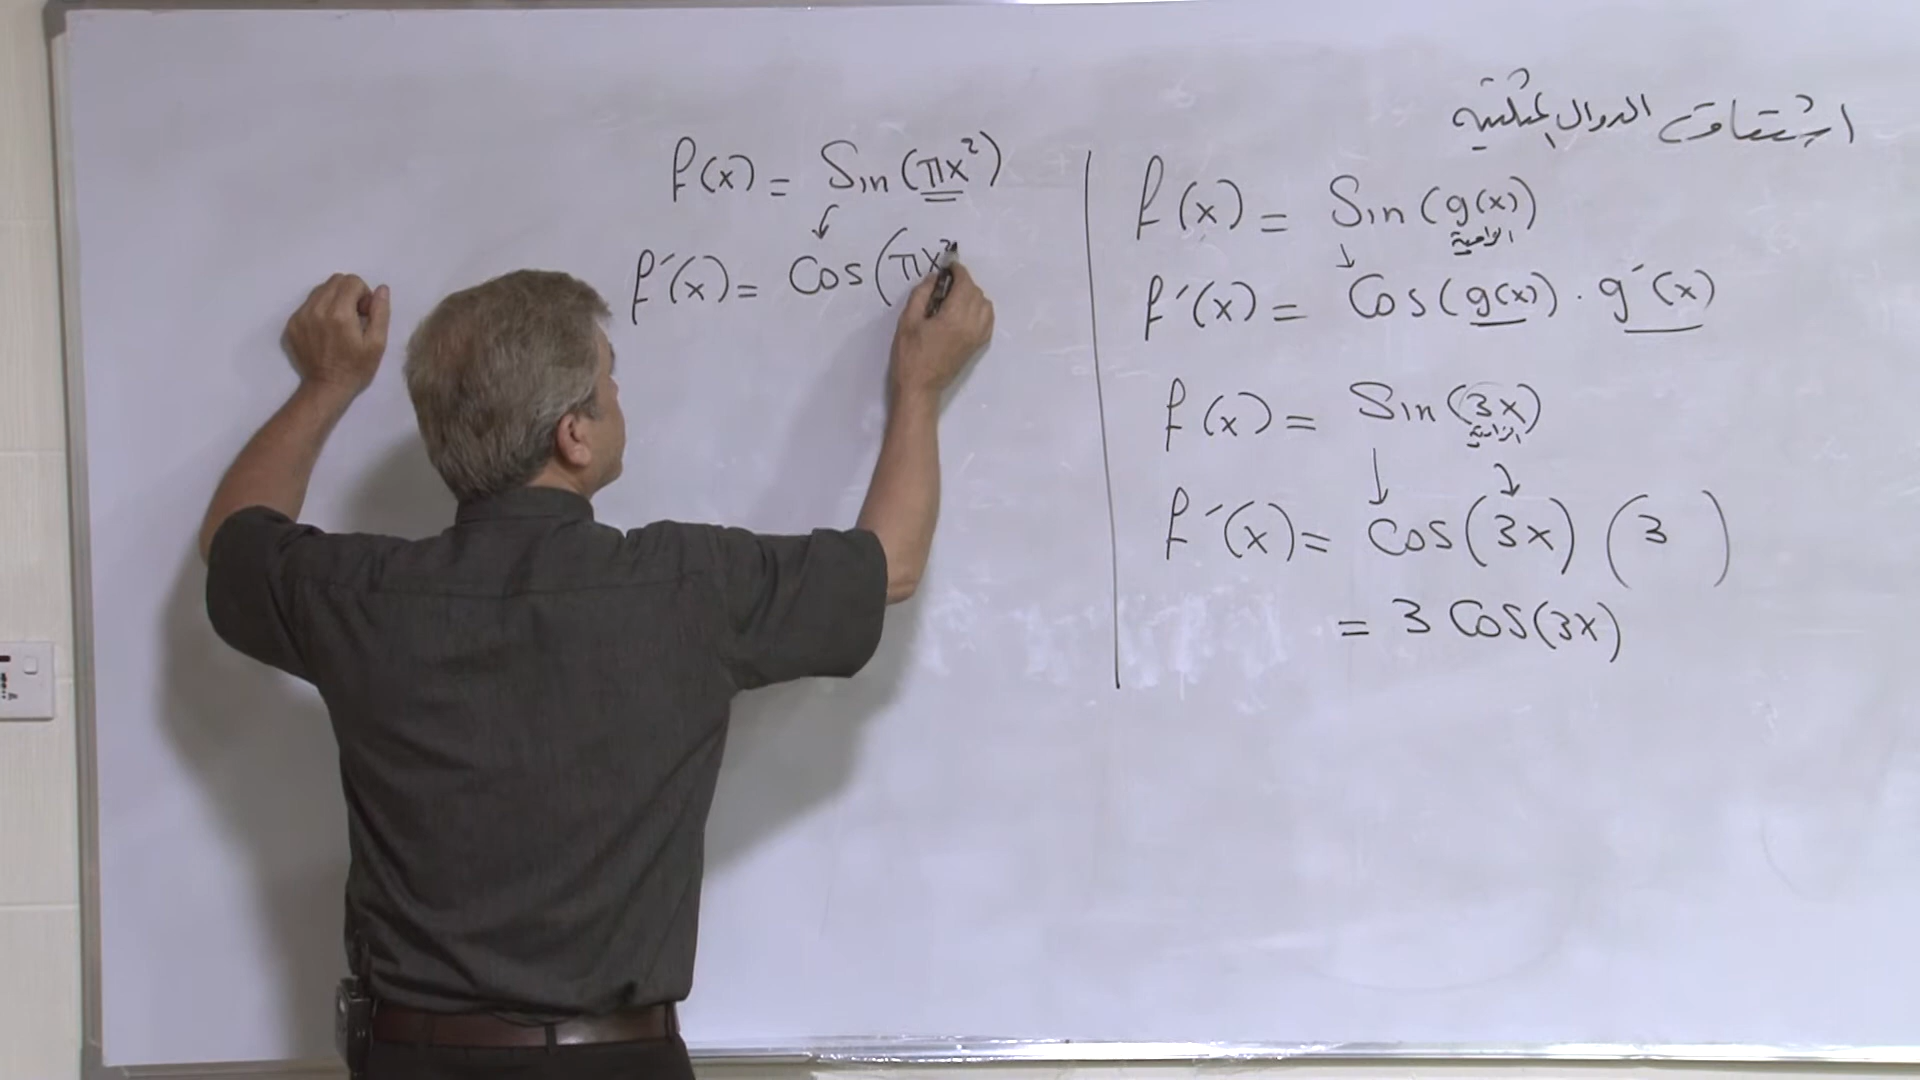 اشتقاق الدوال المثلثية
f(x) = Sin(g(x))
الزاوية
f'(x) = Cos(g(x)) · g'(x)
f(x) = Sin(3x)
الزاوية
f'(x) = Cos(3x) (3 )
= 3 Cos(3x)
f(x) = Sin(πx²)
f'(x) = Cos(πx²